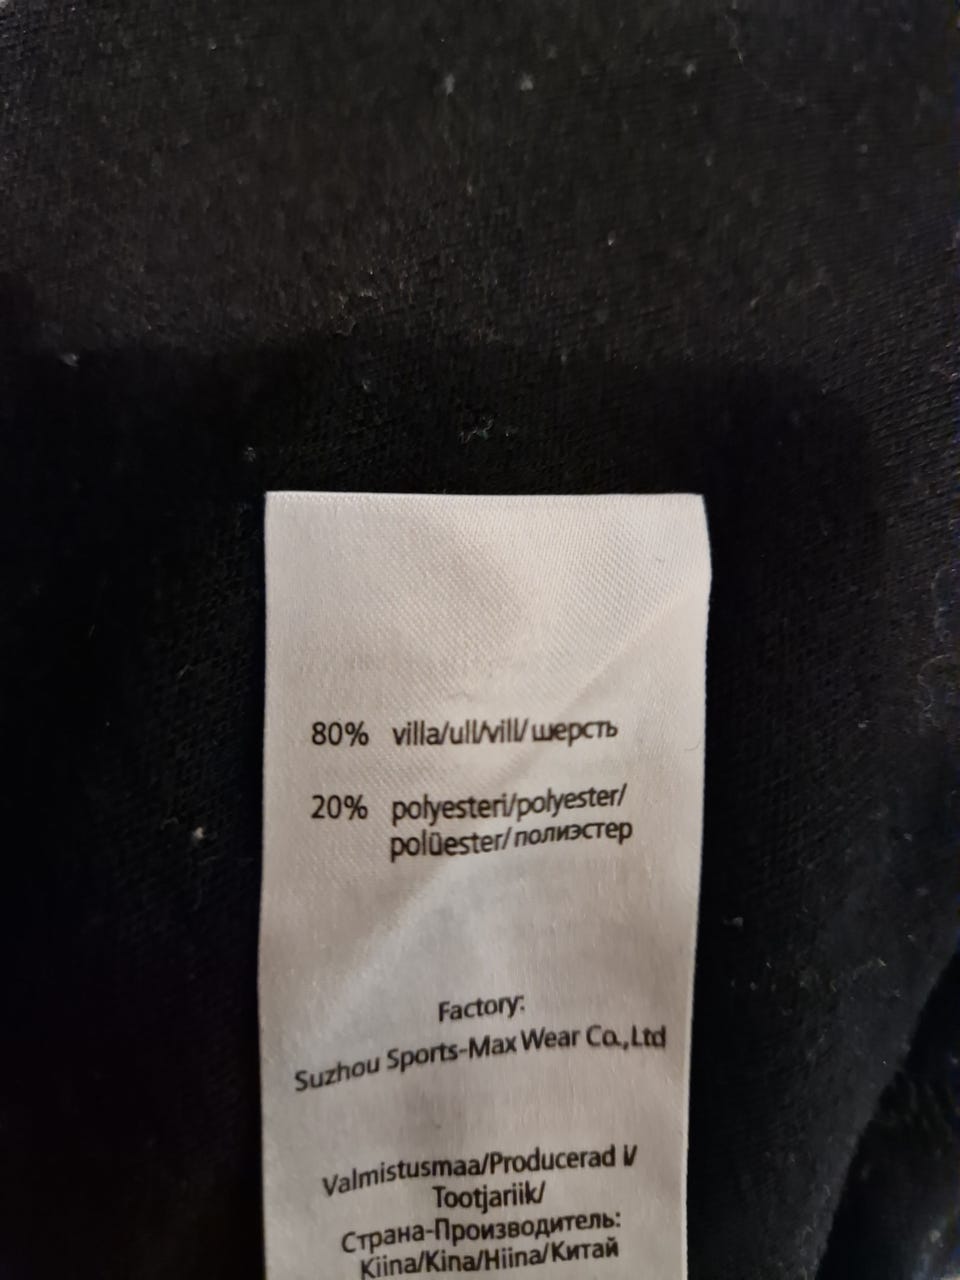 80% villa/ull/vill/шерсть
20% polyesteri/polyester/
polüester/полиэстер
Factory:
Suzhou Sports-Max Wear Co.,Ltd
Valmistusmaa/Producerad i/
Tootjariik/
Страна-Производитель:
Kiina/Kina/Hiina/Китай